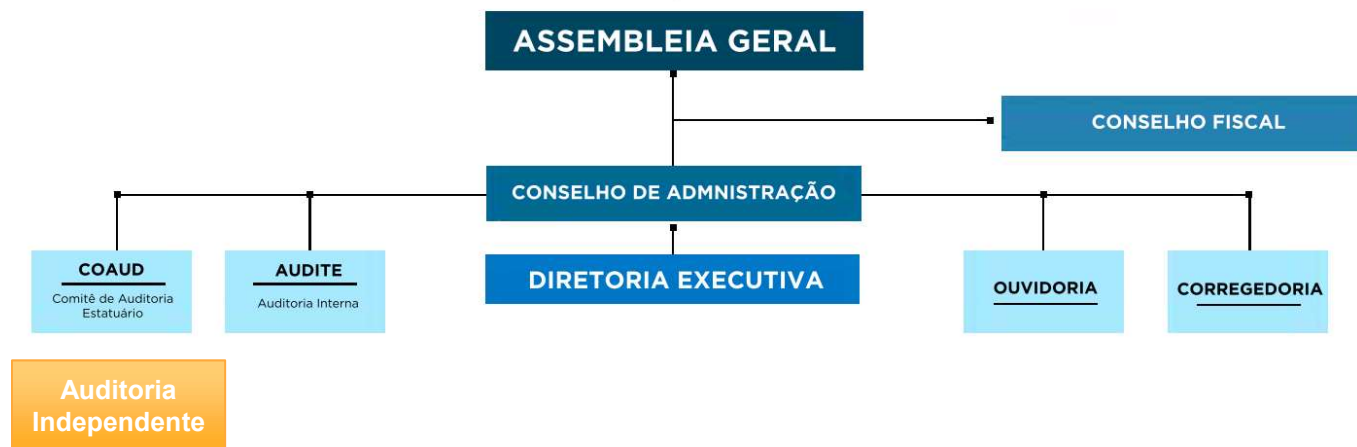 ASSEMBLEIA GERAL
CONSELHO FISCAL
CONSELHO DE ADMNISTRAÇÃO
COAUD
Comitê de Auditoria
Estatuário
AUDITE
Auditoria Interna
DIRETORIA EXECUTIVA
OUVIDORIA
CORREGEDORIA
Auditoria
Independente